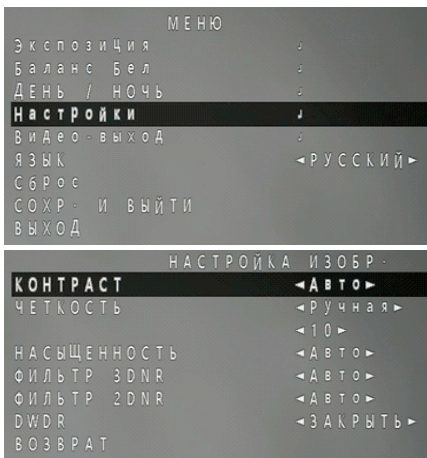 МЕНЮ
ЭкспозиЦия ↲
Баланс Бел ↲
ДЕНЬ / НОЧЬ ↲
Настройки ↲
Видео-выхоД ↲
ЯЗЫК ◄РУССКИЙ►
Сброс
СОХР- И ВЫЙТИ
ВЫХОД
НАСТРОЙКА ИЗОБР-
КОНТРАСТ ◄Авто►
ЧЕТКОСТЬ ◄Ручная►
◄10►
НАСЫЩЕННОСТЬ ◄Авто►
ФИЛЬТР 3DNR ◄Авто►
ФИЛЬТР 2DNR ◄Авто►
DWDR ◄ЗАКРЫТЬ►
ВОЗВРАТ